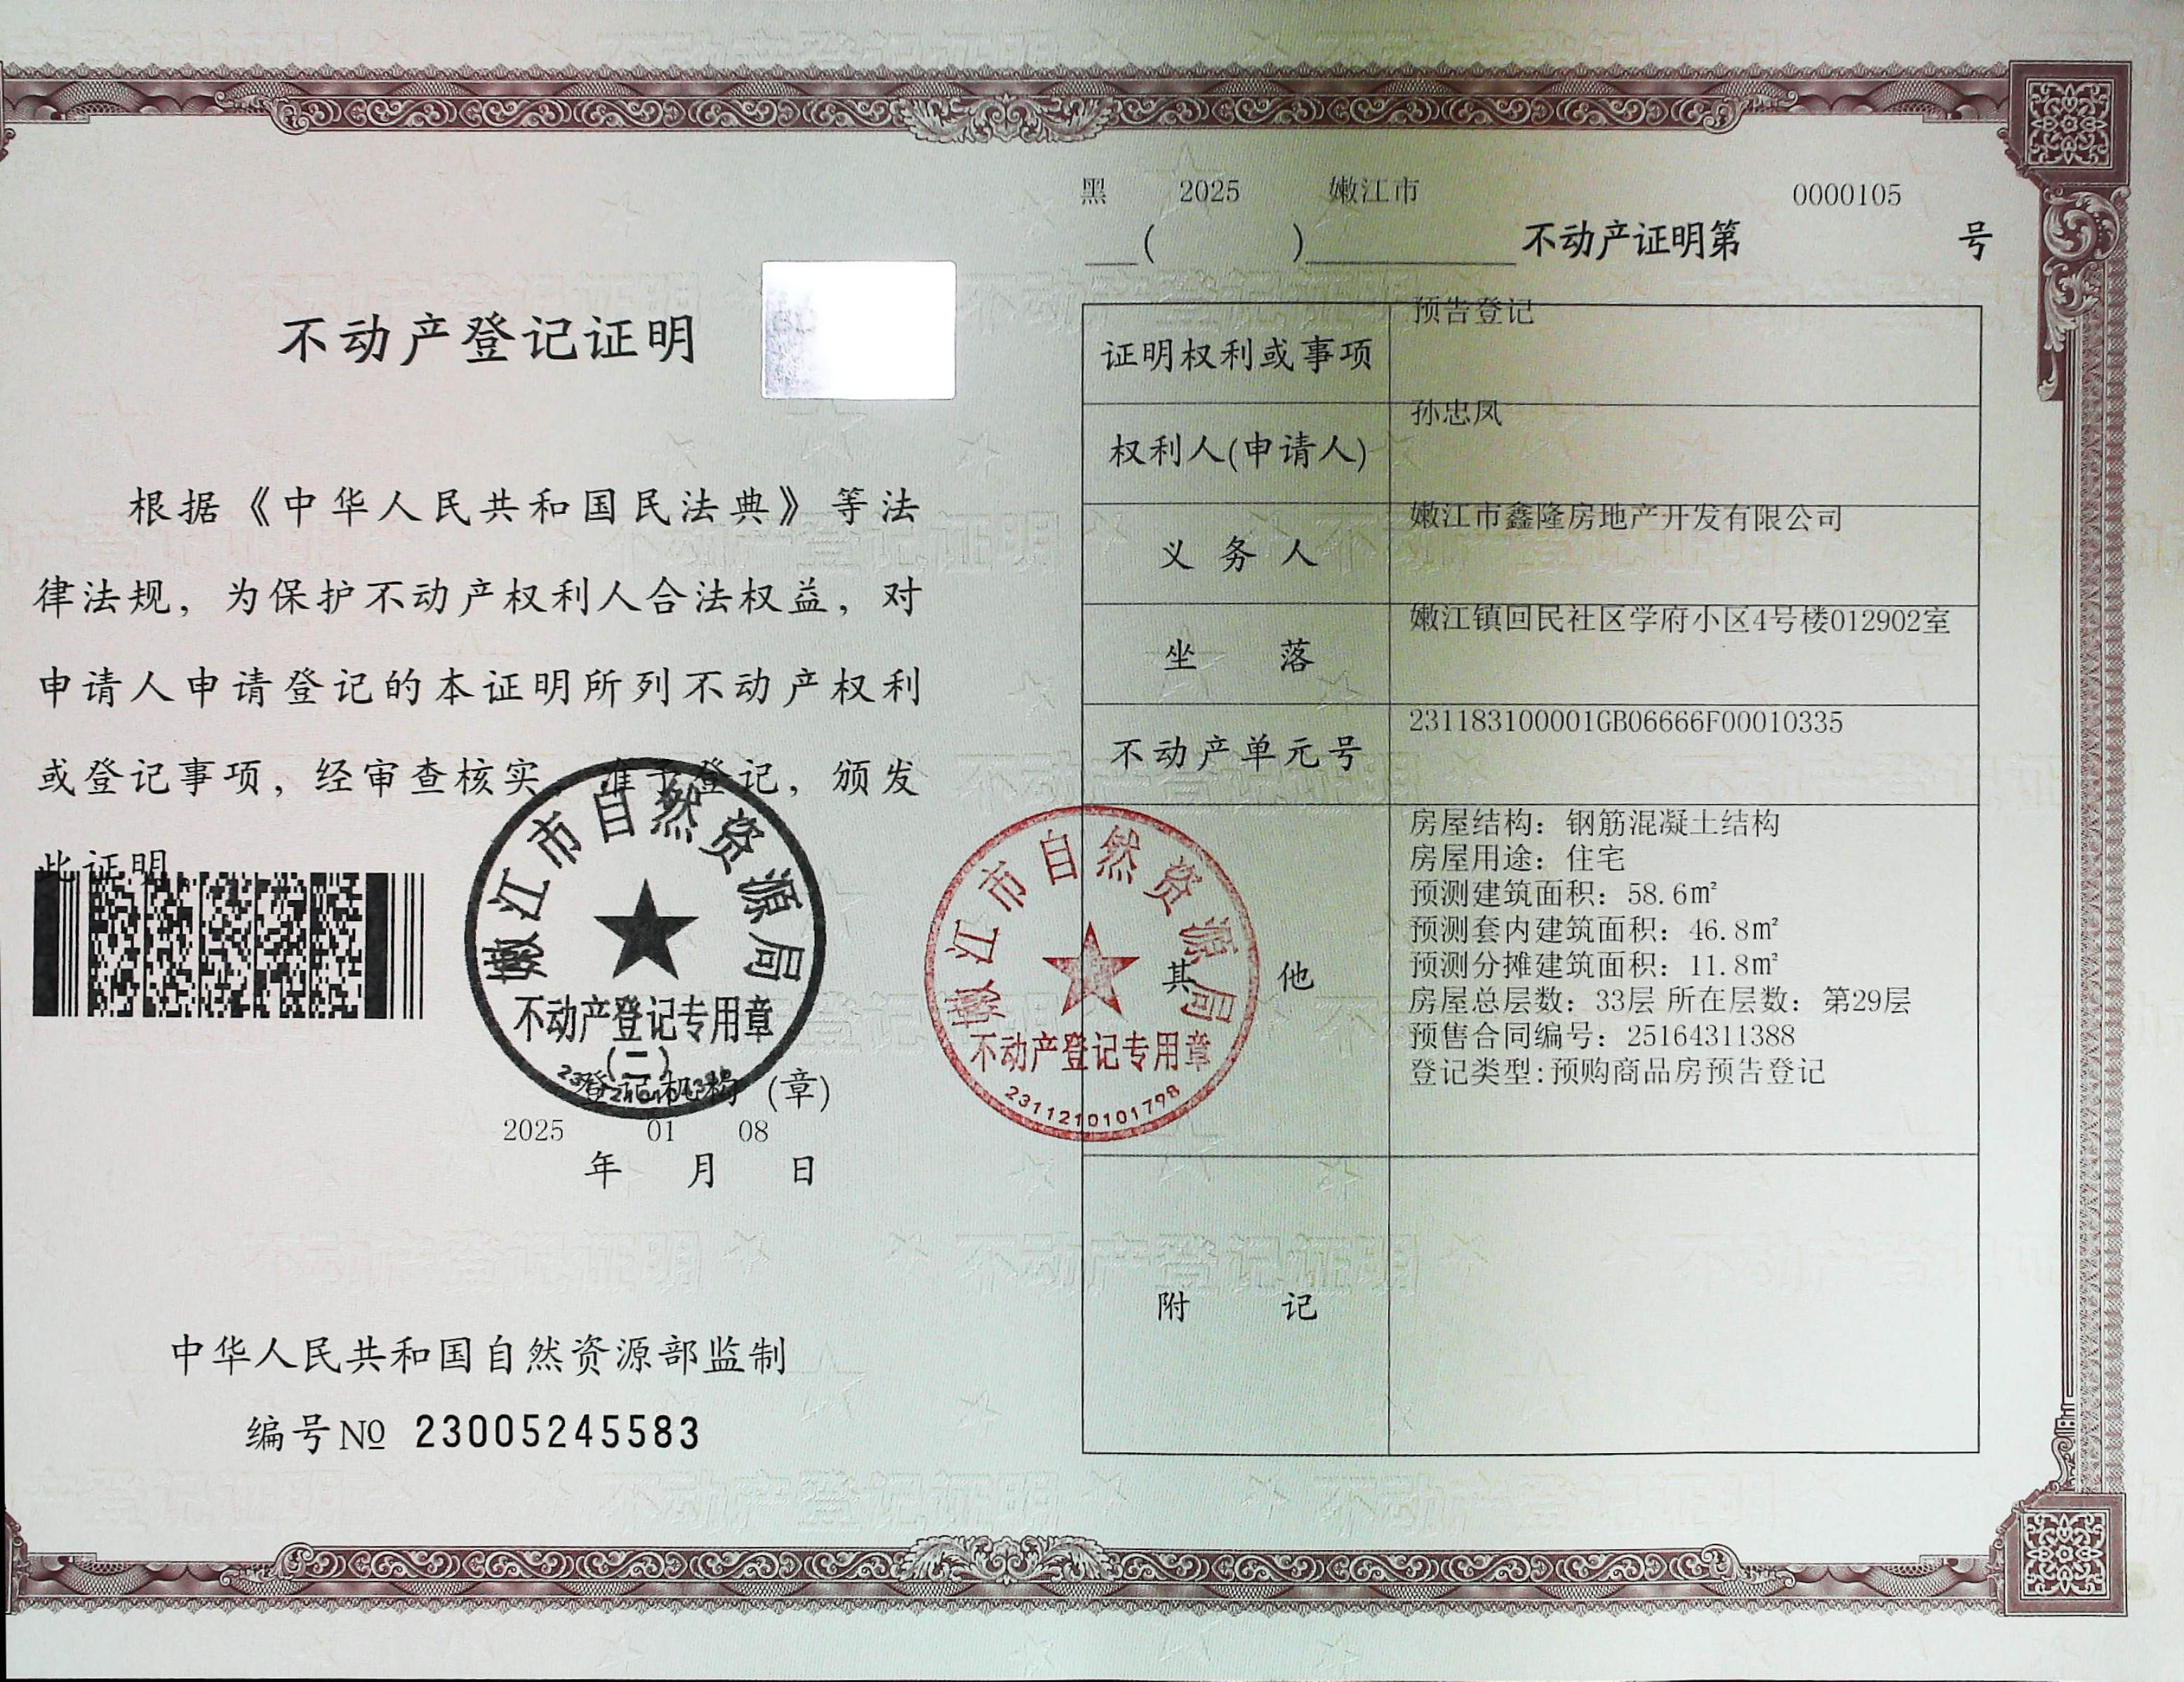 不动产登记证明
根据《中华人民共和国民法典》等法
律法规，为保护不动产权利人合法权益，对
申请人申请登记的本证明所列不动产权利
或登记事项，经审查核实，准予登记，颁发
此证明。
嫩江市自然资源局
不动产登记专用章
(二)
登记机构（章）
2025 01 08
年 月 日
中华人民共和国自然资源部监制
编号№ 23005245583
黑 2025 嫩江市 0000105
( ) 不动产证明第 号
证明权利或事项 预告登记
权利人(申请人) 孙忠凤
义务人 嫩江市鑫隆房地产开发有限公司
坐落 嫩江镇回民社区学府小区4号楼012902室
不动产单元号 231183100001GB06666F00010335
其他
房屋结构：钢筋混凝土结构
房屋用途：住宅
预测建筑面积：58.6㎡
预测套内建筑面积：46.8㎡
预测分摊建筑面积：11.8㎡
房屋总层数：33层 所在层数：第29层
预售合同编号：25164311388
登记类型:预购商品房预告登记
嫩江市自然资源局
不动产登记专用章
2311210101798
附记